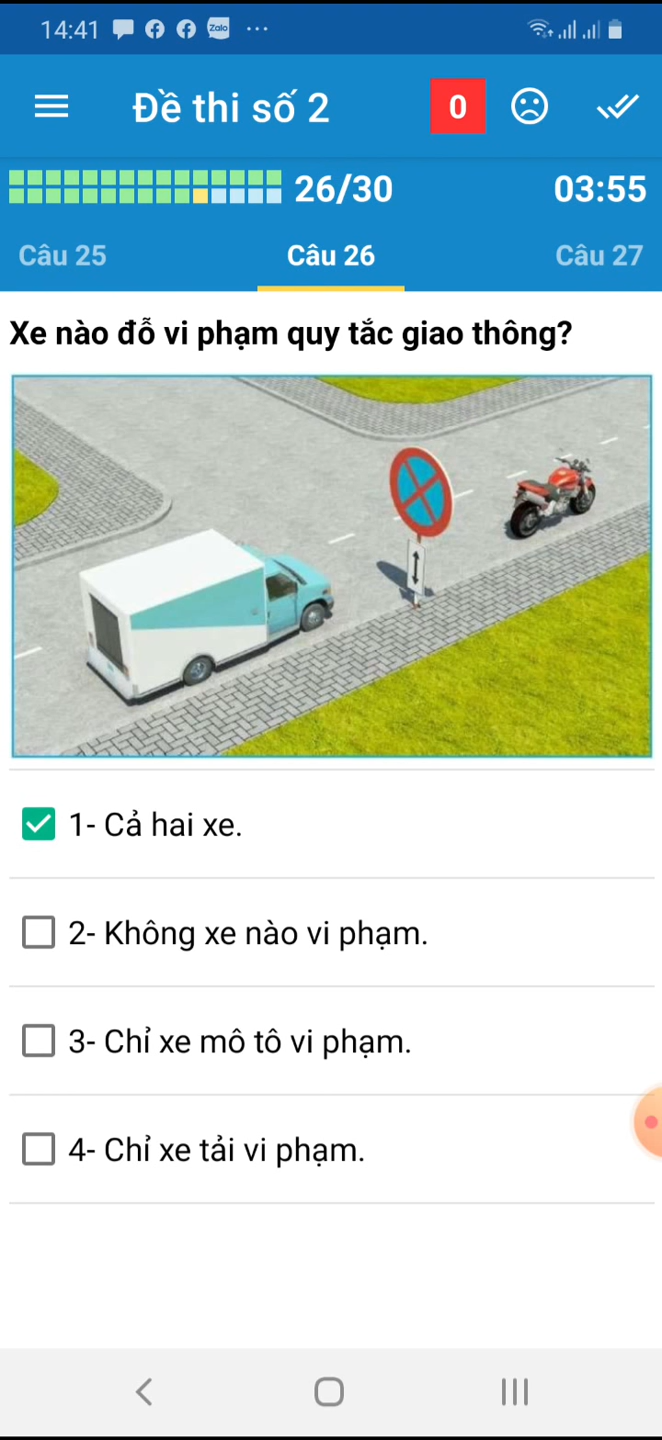 14:41 Zalo
Đề thi số 2 0
26/30 03:55
Câu 25 Câu 26 Câu 27
Xe nào đỗ vi phạm quy tắc giao thông?
1- Cả hai xe.
2- Không xe nào vi phạm.
3- Chỉ xe mô tô vi phạm.
4- Chỉ xe tải vi phạm.